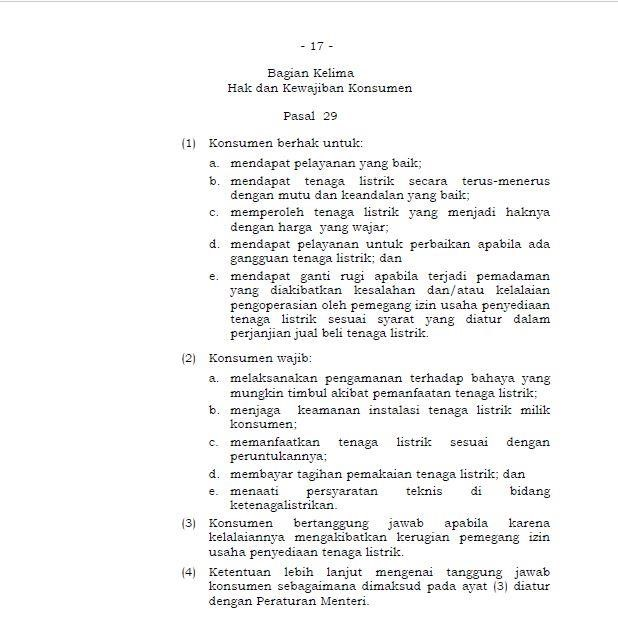 - 17 -
Bagian Kelima
Hak dan Kewajiban Konsumen
Pasal 29
(1) Konsumen berhak untuk:
a. mendapat pelayanan yang baik;
b. mendapat tenaga listrik secara terus-menerus
dengan mutu dan keandalan yang baik;
c. memperoleh tenaga listrik yang menjadi haknya
dengan harga yang wajar;
d. mendapat pelayanan untuk perbaikan apabila ada
gangguan tenaga listrik; dan
e. mendapat ganti rugi apabila terjadi pemadaman
yang diakibatkan kesalahan dan/atau kelalaian
pengoperasian oleh pemegang izin usaha penyediaan
tenaga listrik sesuai syarat yang diatur dalam
perjanjian jual beli tenaga listrik.
(2) Konsumen wajib:
a. melaksanakan pengamanan terhadap bahaya yang
mungkin timbul akibat pemanfaatan tenaga listrik;
b. menjaga keamanan instalasi tenaga listrik milik
konsumen;
c. memanfaatkan tenaga listrik sesuai dengan
peruntukannya;
d. membayar tagihan pemakaian tenaga listrik; dan
e. menaati persyaratan teknis di bidang
ketenagalistrikan.
(3) Konsumen bertanggung jawab apabila karena
kelalaiannya mengakibatkan kerugian pemegang izin
usaha penyediaan tenaga listrik.
(4) Ketentuan lebih lanjut mengenai tanggung jawab
konsumen sebagaimana dimaksud pada ayat (3) diatur
dengan Peraturan Menteri.